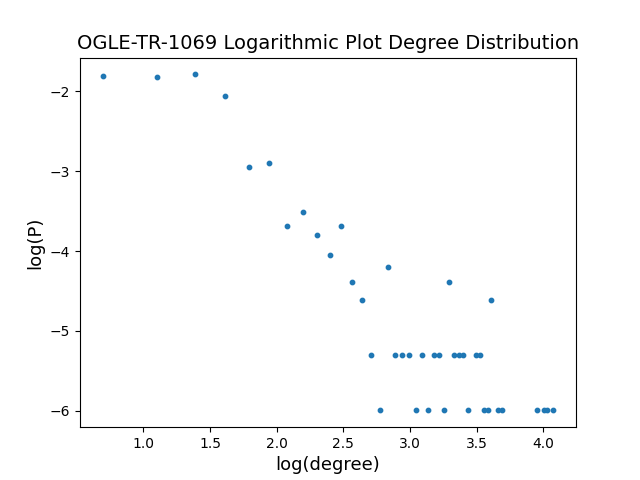 OGLE-TR-1069 Logarithmic Plot Degree Distribution
−2
−3
−4
−5
−6
log(P)
1.0 1.5 2.0 2.5 3.0 3.5 4.0
log(degree)